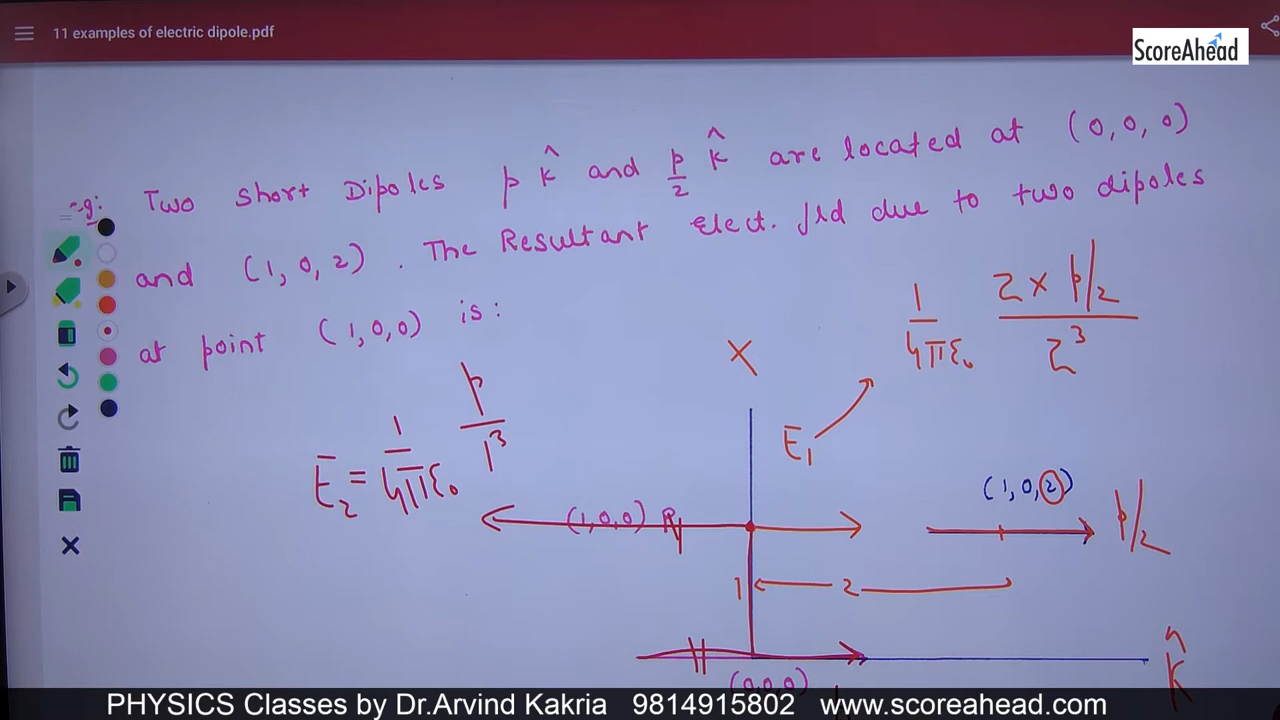 11 examples of electric dipole.pdf
ScoreAhead
e.g: Two Short Dipoles p k̂ and p/2 k̂ are located at (0, 0, 0)
and (1, 0, 2). The Resultant Elect. fld due to two dipoles
at point (1, 0, 0) is:
1/4πε₀ 2 × p/2 / 2³
X
Ē₂ = 1/4πε₀ p/1³
Ē₁
(1, 0, 2)
(1, 0, 0)
p/2
1
2
(0,0,0)
k̂
PHYSICS Classes by Dr.Arvind Kakria 9814915802 www.scoreahead.com